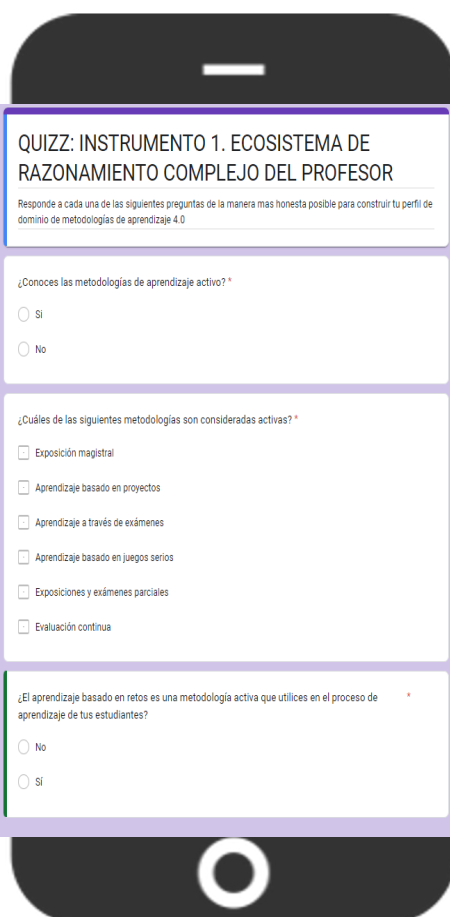 QUIZZ: INSTRUMENTO 1. ECOSISTEMA DE
RAZONAMIENTO COMPLEJO DEL PROFESOR
Responde a cada una de las siguientes preguntas de la manera mas honesta posible para construir tu perfil de
dominio de metodologías de aprendizaje 4.0
¿Conoces las metodologías de aprendizaje activo? *
Si
No
¿Cuáles de las siguientes metodologías son consideradas activas? *
Exposición magistral
Aprendizaje basado en proyectos
Aprendizaje a través de exámenes
Aprendizaje basado en juegos serios
Exposiciones y exámenes parciales
Evaluación continua
¿El aprendizaje basado en retos es una metodología activa que utilices en el proceso de *
aprendizaje de tus estudiantes?
No
Sí